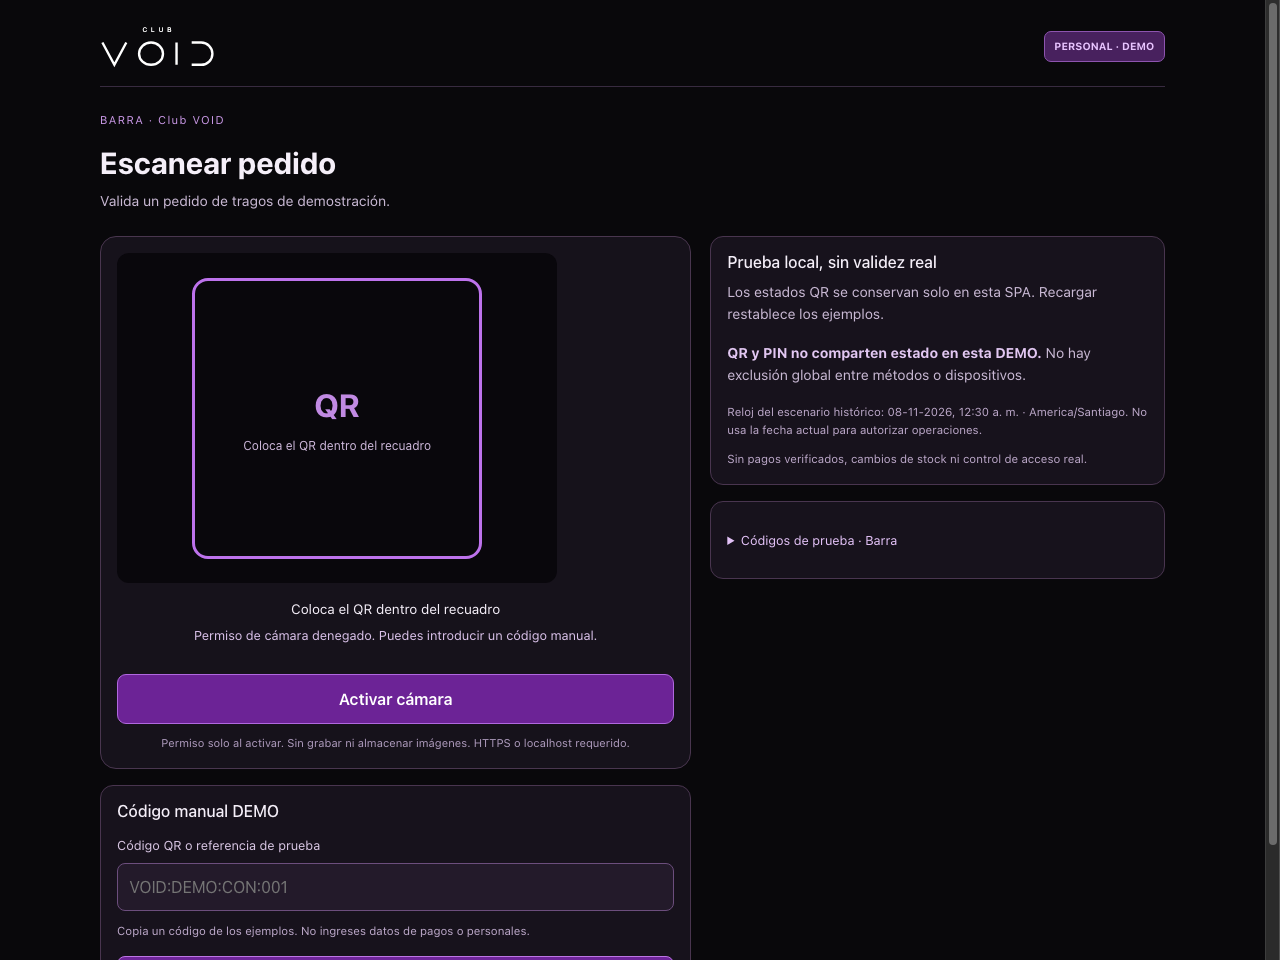 CLUB
VOID
PERSONAL · DEMO
BARRA · Club VOID
Escanear pedido
Valida un pedido de tragos de demostración.
QR
Coloca el QR dentro del recuadro
Coloca el QR dentro del recuadro
Permiso de cámara denegado. Puedes introducir un código manual.
Activar cámara
Permiso solo al activar. Sin grabar ni almacenar imágenes. HTTPS o localhost requerido.
Código manual DEMO
Código QR o referencia de prueba
VOID:DEMO:CON:001
Copia un código de los ejemplos. No ingreses datos de pagos o personales.
Prueba local, sin validez real
Los estados QR se conservan solo en esta SPA. Recargar
restablece los ejemplos.
QR y PIN no comparten estado en esta DEMO. No hay
exclusión global entre métodos o dispositivos.
Reloj del escenario histórico: 08-11-2026, 12:30 a. m. · America/Santiago. No
usa la fecha actual para autorizar operaciones.
Sin pagos verificados, cambios de stock ni control de acceso real.
Códigos de prueba · Barra